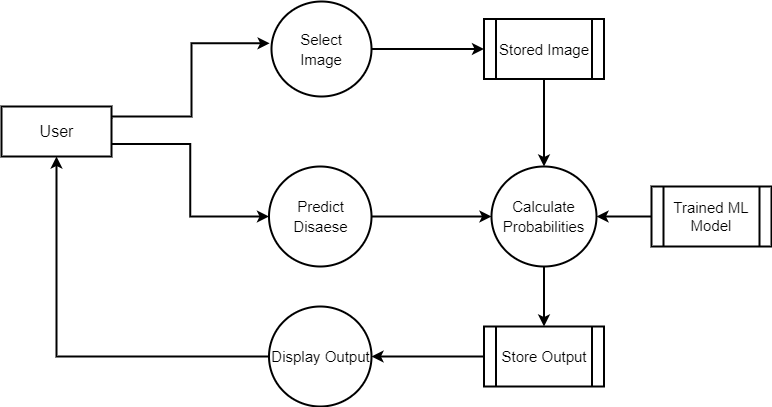 Select
Image
Stored Image
User
Predict
Disaese
Calculate
Probabilities
Trained ML
Model
Display Output
Store Output